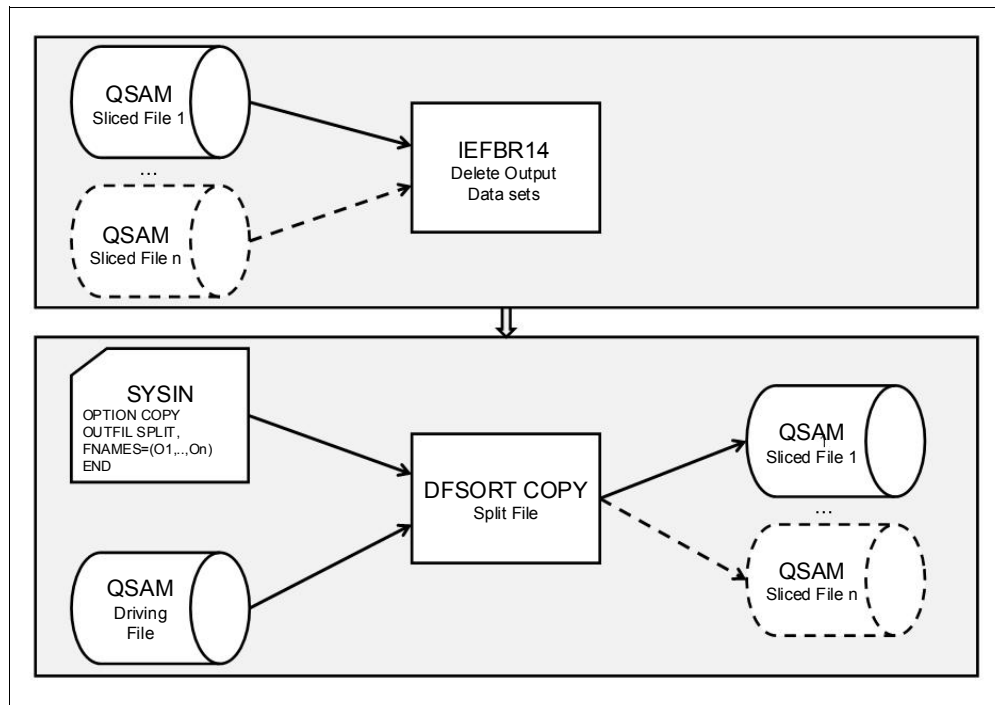 QSAM
Sliced File 1
...
QSAM
Sliced File n
IEFBR14
Delete Output
Data sets
SYSIN
OPTION COPY
OUTFIL SPLIT,
FNAMES=(O1,..,On)
END
QSAM
Driving
File
DFSORT COPY
Split File
QSAM
Sliced File 1
...
QSAM
Sliced File n